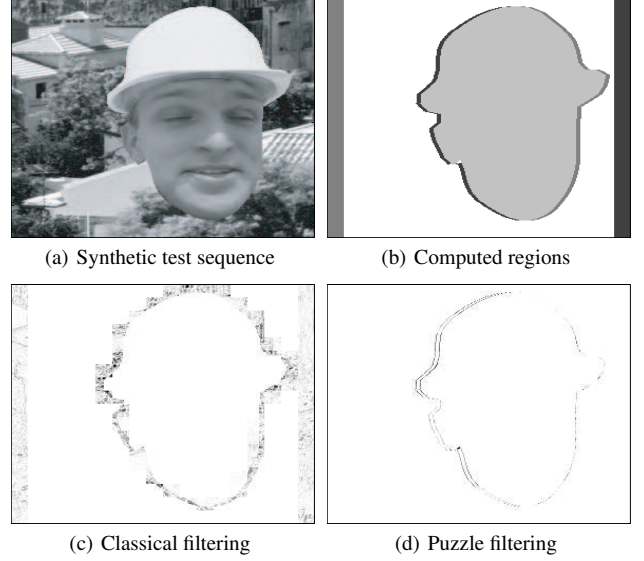 (a) Synthetic test sequence
(b) Computed regions
(c) Classical filtering
(d) Puzzle filtering